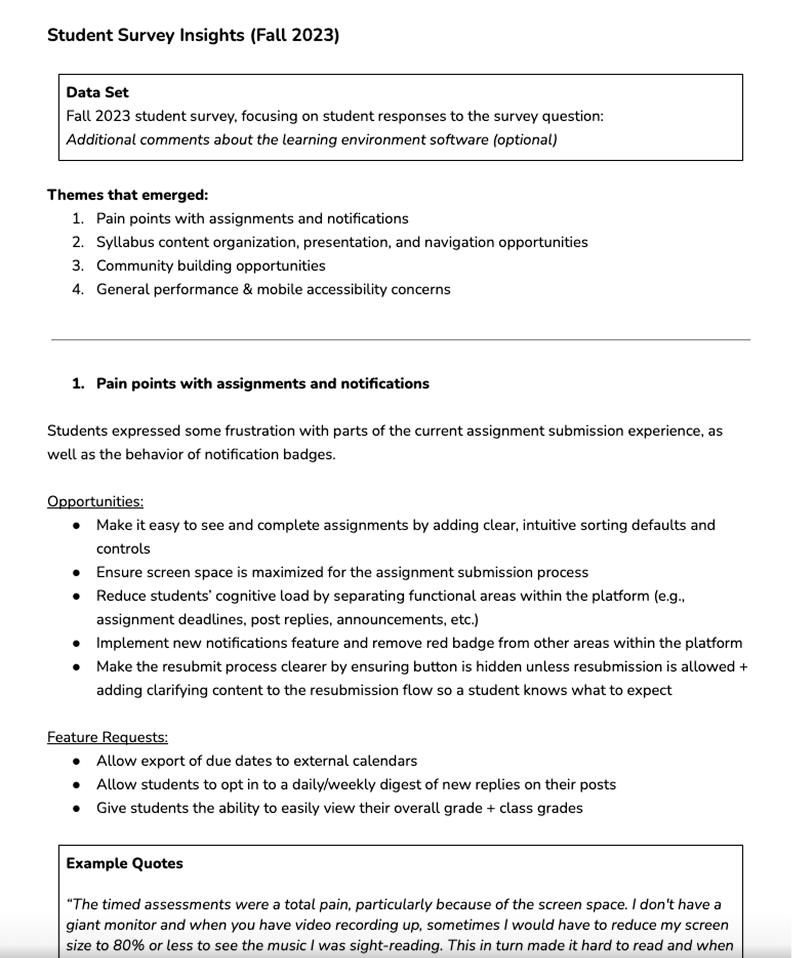 Student Survey Insights (Fall 2023)
Data Set
Fall 2023 student survey, focusing on student responses to the survey question:
Additional comments about the learning environment software (optional)
Themes that emerged:
1. Pain points with assignments and notifications
2. Syllabus content organization, presentation, and navigation opportunities
3. Community building opportunities
4. General performance & mobile accessibility concerns
1. Pain points with assignments and notifications
Students expressed some frustration with parts of the current assignment submission experience, as
well as the behavior of notification badges.
Opportunities:
● Make it easy to see and complete assignments by adding clear, intuitive sorting defaults and
controls
● Ensure screen space is maximized for the assignment submission process
● Reduce students’ cognitive load by separating functional areas within the platform (e.g.,
assignment deadlines, post replies, announcements, etc.)
● Implement new notifications feature and remove red badge from other areas within the platform
● Make the resubmit process clearer by ensuring button is hidden unless resubmission is allowed +
adding clarifying content to the resubmission flow so a student knows what to expect
Feature Requests:
● Allow export of due dates to external calendars
● Allow students to opt in to a daily/weekly digest of new replies on their posts
● Give students the ability to easily view their overall grade + class grades
Example Quotes
“The timed assessments were a total pain, particularly because of the screen space. I don't have a
giant monitor and when you have video recording up, sometimes I would have to reduce my screen
size to 80% or less to see the music I was sight-reading. This in turn made it hard to read and when